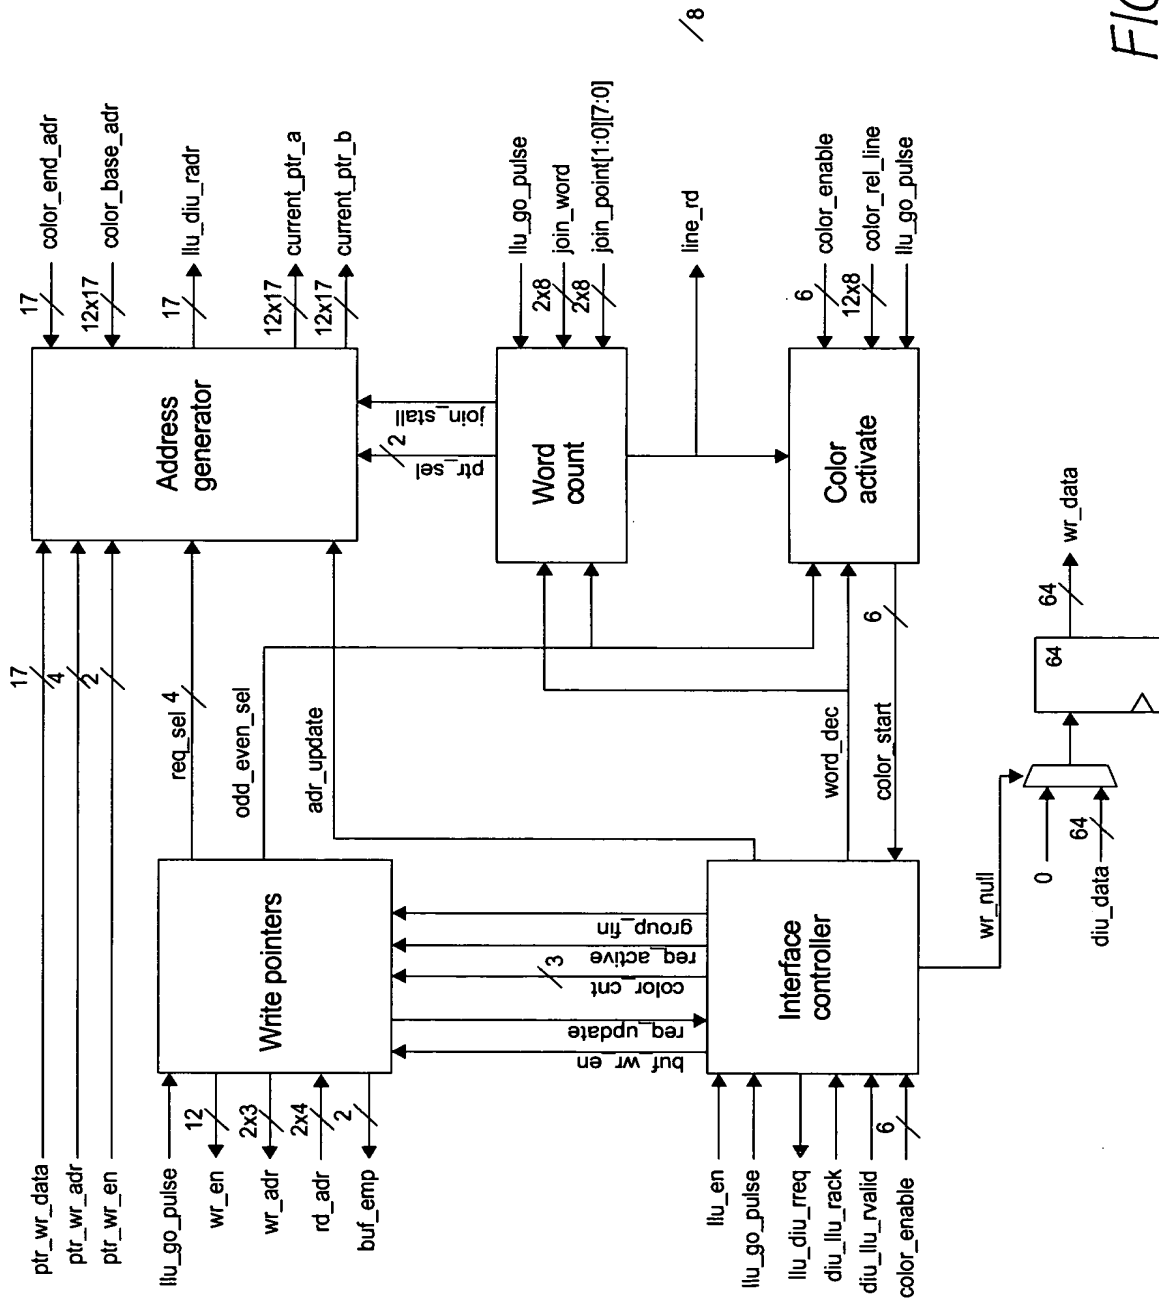 FIG
/8
17
color_end_adr
12x17
color_base_adr
17
llu_diu_radr
12x17
current_ptr_a
12x17
current_ptr_b
Address
generator
ptr_wr_data
17
ptr_wr_adr
4
ptr_wr_en
2
req_sel
4
odd_even_sel
adr_update
join_stall
ptr_sel
2
llu_go_pulse
2x8
join_word
2x8
join_point[1:0][7:0]
Word
count
line_rd
6
color_enable
12x8
color_rel_line
llu_go_pulse
Color
activate
word_dec
color_start
6
Write pointers
llu_go_pulse
12
wr_en
2x3
wr_adr
2x4
rd_adr
2
buf_emp
group_fin
req_active
color_cnt
3
req_update
buf_wr_en
Interface
controller
llu_en
llu_go_pulse
llu_diu_rreq
diu_llu_rack
diu_llu_rvalid
6
color_enable
wr_null
0
64
diu_data
64
64
wr_data